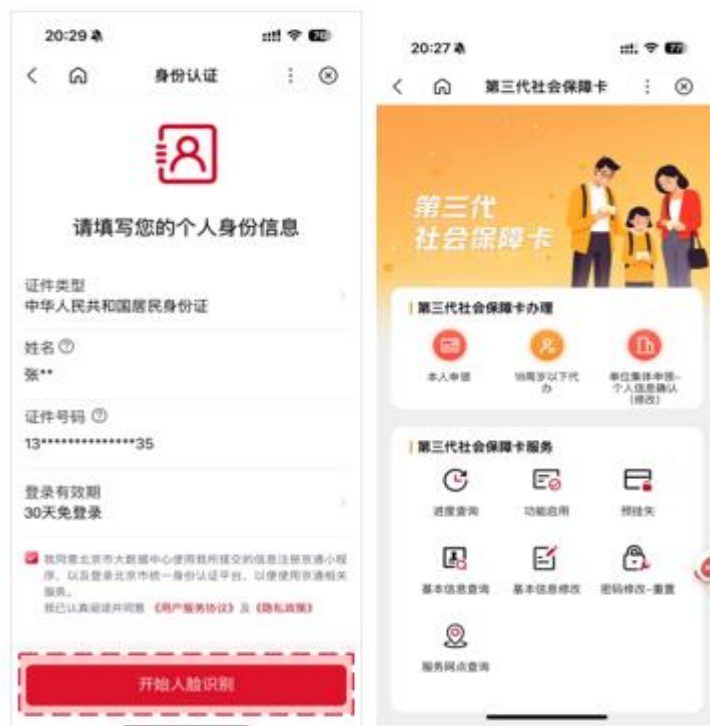 20:29
70
身份认证
请填写您的个人身份信息
证件类型
中华人民共和国居民身份证
姓名
张**
证件号码
13**************35
登录有效期
30天免登录
我同意北京市大数据中心使用我所提交的信息注册京通小程
序，以及登录北京市统一身份认证平台，以便使用京通相关
服务。
我已认真阅读并同意《用户服务协议》及《隐私政策》
开始人脸识别
20:27
77
第三代社会保障卡
第三代
社会保障卡
第三代社会保障卡办理
本人申领
16周岁以下代
办
单位集体申领-
个人信息确认
(修改)
第三代社会保障卡服务
进度查询
功能启用
预挂失
基本信息查询
基本信息修改
密码修改-重置
服务网点查询